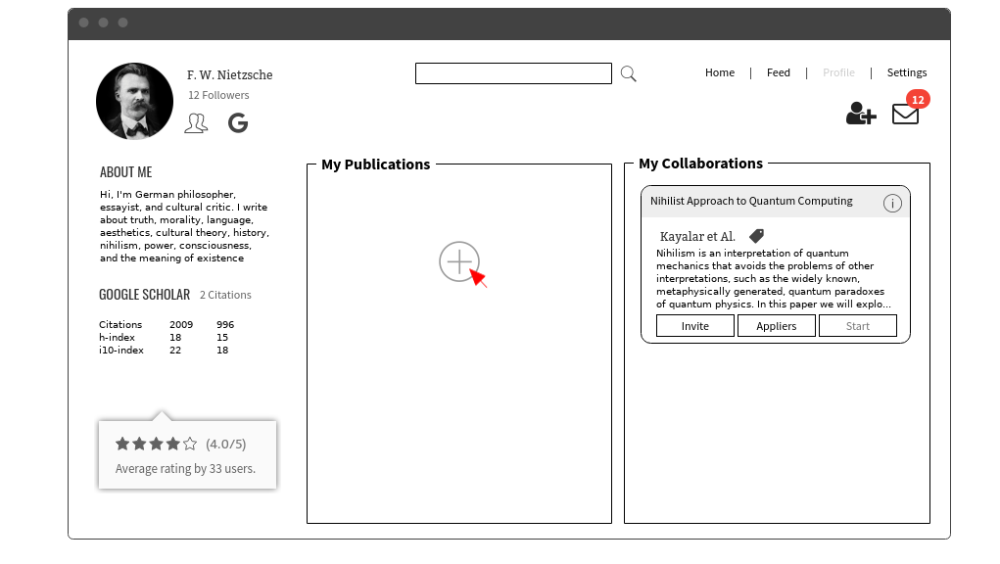 F. W. Nietzsche
12 Followers
G
Home | Feed | Profile | Settings
12
ABOUT ME
Hi, I'm German philosopher,
essayist, and cultural critic. I write
about truth, morality, language,
aesthetics, cultural theory, history,
nihilism, power, consciousness,
and the meaning of existence
GOOGLE SCHOLAR 2 Citations
Citations 2009 996
h-index 18 15
i10-index 22 18
(4.0/5)
Average rating by 33 users.
My Publications
My Collaborations
Nihilist Approach to Quantum Computing
i
Kayalar et Al.
Nihilism is an interpretation of quantum
mechanics that avoids the problems of other
interpretations, such as the widely known,
metaphysically generated, quantum paradoxes
of quantum physics. In this paper we will explo...
Invite Appliers Start